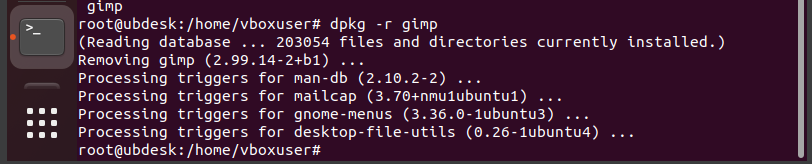 gimp
root@ubdesk:/home/vboxuser# dpkg -r gimp
(Reading database ... 203054 files and directories currently installed.)
Removing gimp (2.99.14-2+b1) ...
Processing triggers for man-db (2.10.2-2) ...
Processing triggers for mailcap (3.70+nmu1ubuntu1) ...
Processing triggers for gnome-menus (3.36.0-1ubuntu3) ...
Processing triggers for desktop-file-utils (0.26-1ubuntu4) ...
root@ubdesk:/home/vboxuser#
>_